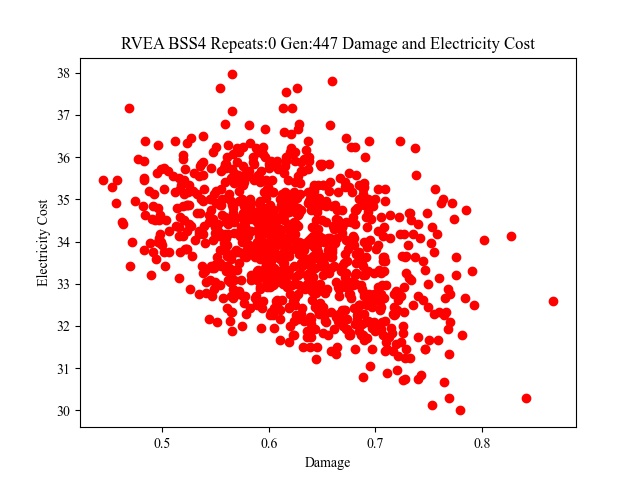 RVEA BSS4 Repeats:0 Gen:447 Damage and Electricity Cost
38
37
36
35
34
33
32
31
30
Electricity Cost
0.5 0.6 0.7 0.8
Damage